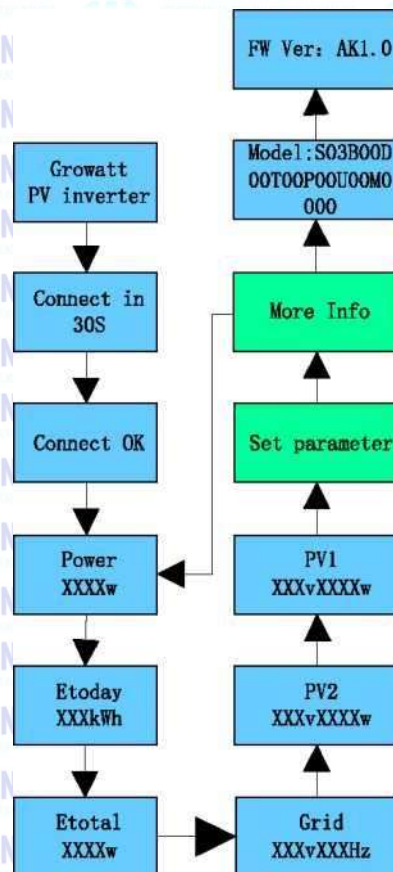 Growatt
PV inverter
Connect in
30S
Connect OK
Power
XXXXw
Etoday
XXXkWh
Etotal
XXXXw
Grid
XXXvXXXHz
PV2
XXXvXXXXw
PV1
XXXvXXXXw
Set parameter
More Info
Model:S03B00D
00T00P00U00M0
000
FW Ver: AK1.0